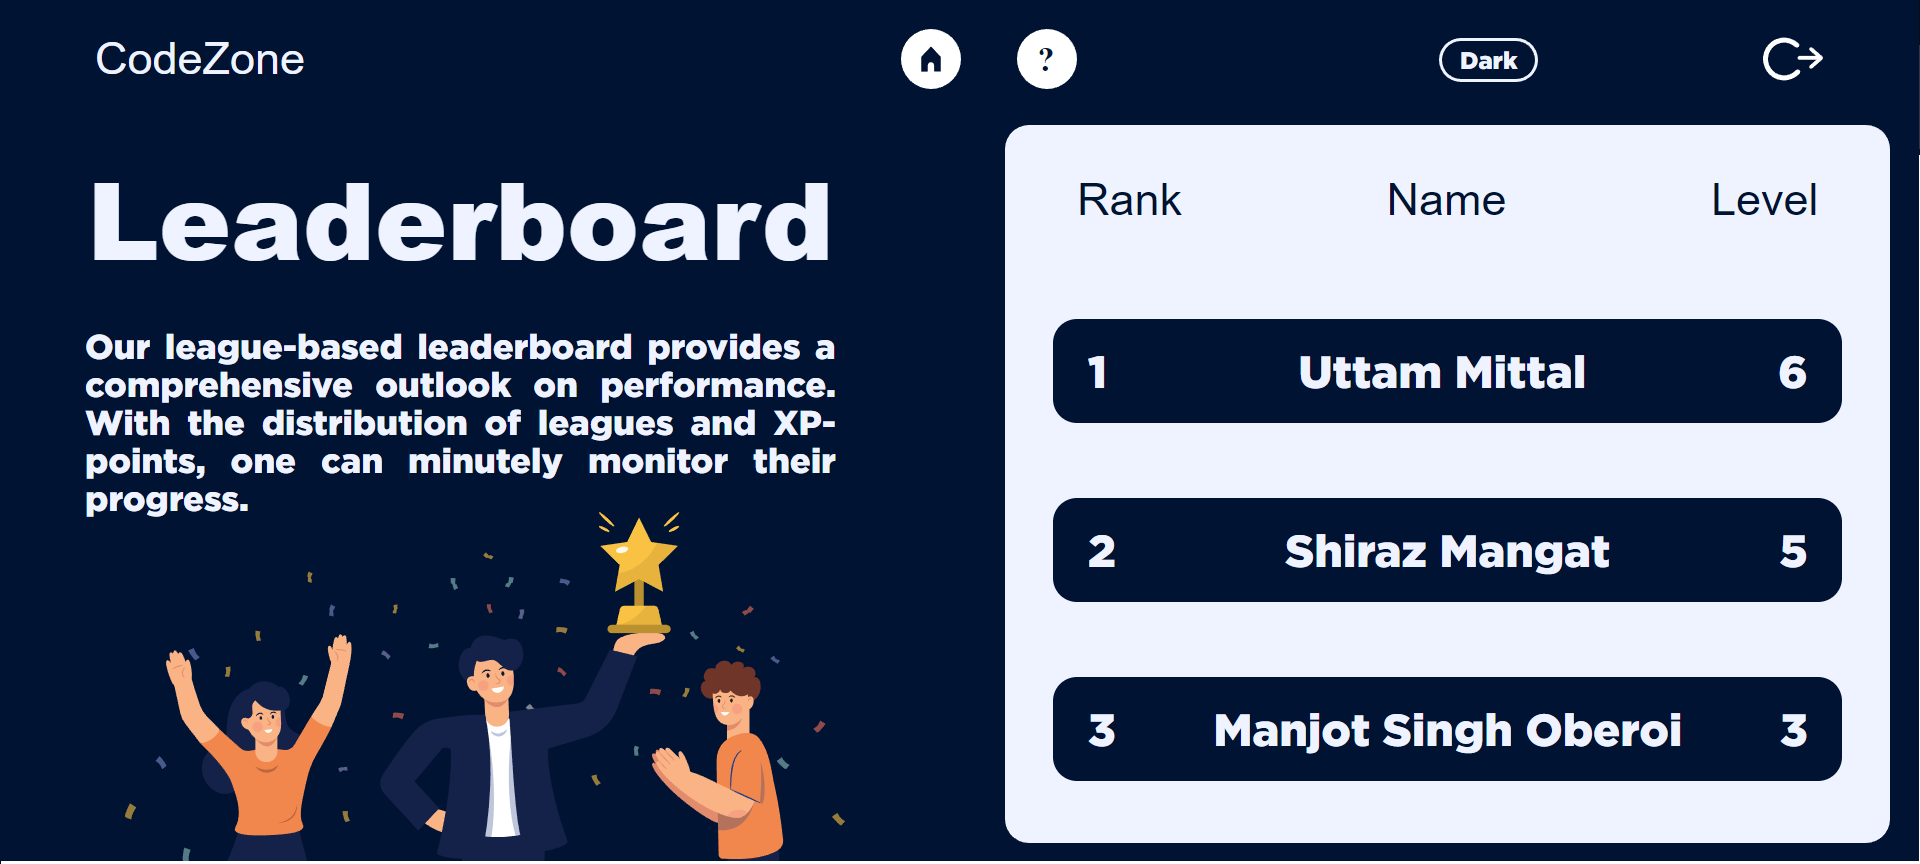 CodeZone
?
Dark
Leaderboard
Our league-based leaderboard provides a
comprehensive outlook on performance.
With the distribution of leagues and XP-
points, one can minutely monitor their
progress.
Rank Name Level
1 Uttam Mittal 6
2 Shiraz Mangat 5
3 Manjot Singh Oberoi 3